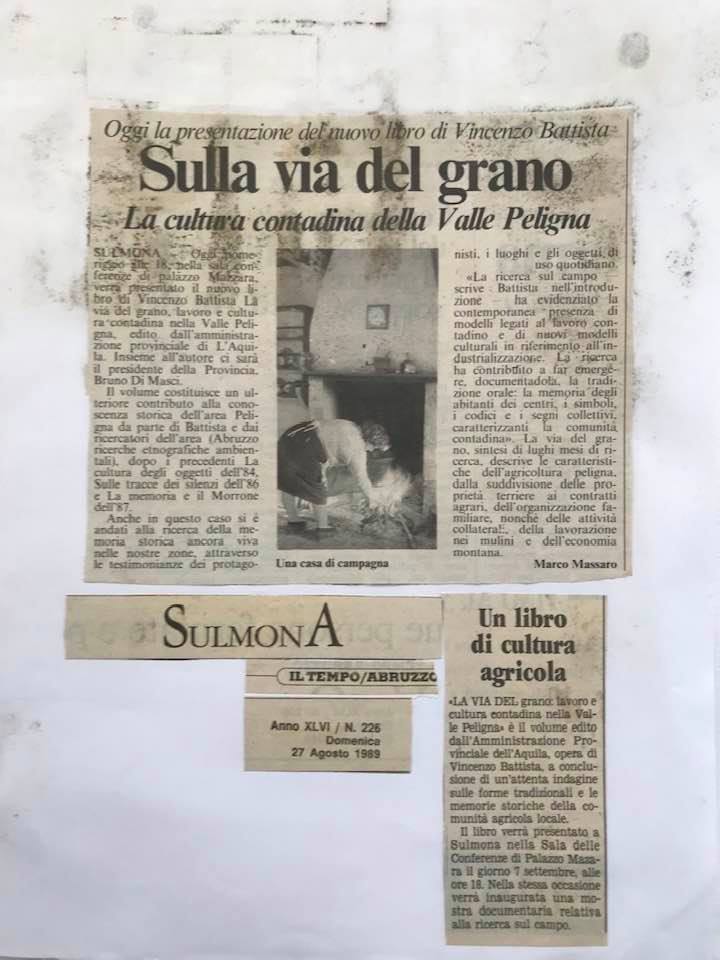 Oggi la presentazione del nuovo libro di Vincenzo Battista
Sulla via del grano
La cultura contadina della Valle Peligna
SULMONA — Oggi pome-
riggio alle 18, nella sala con-
ferenze di palazzo Mazzara,
verrà presentato il nuovo li-
bro di Vincenzo Battista La
via del grano, lavoro e cultu-
ra contadina nella Valle Peli-
gna, edito dall'amministra-
zione provinciale di L'Aqui-
la. Insieme all'autore ci sarà
il presidente della Provincia,
Bruno Di Masci.
Il volume costituisce un ul-
teriore contributo alla cono-
scenza storica dell'area Peli-
gna da parte di Battista e dai
ricercatori dell'area (Abruzzo
ricerche etnografiche ambien-
tali), dopo i precedenti La
cultura degli oggetti dell'84,
Sulle tracce dei silenzi dell'86
e La memoria e il Morrone
dell'87.
Anche in questo caso si è
andati alla ricerca della me-
moria storica ancora viva
nelle nostre zone, attraverso
le testimonianze dei protago-
Una casa di campagna
nisti, i luoghi e gli oggetti di
uso quotidiano.
«La ricerca sul campo —
scrive Battista nell'introdu-
zione — ha evidenziato la
contemporanea presenza di
modelli legati al lavoro con-
tadino e di nuovi modelli
culturali in riferimento all'in-
dustrializzazione. La ricerca
ha contribuito a far emerge-
re, documentadola, la tradi-
zione orale: la memoria degli
abitanti dei centri, i simboli,
i codici e i segni collettivi,
caratterizzanti la comunità
contadina». La via del gra-
no, sintesi di lughi mesi di ri-
cerca, descrive le caratteristi-
che dell'agricoltura peligna,
dalla suddivisione delle pro-
prietà terriere ai contratti
agrari, dell'organizzazione fa-
miliare, nonchè delle attività
collaterali, della lavorazione
nei mulini e dell'economia
montana.
Marco Massaro
SULMONA
IL TEMPO/ABRUZZO
Anno XLVI / N. 226
Domenica
27 Agosto 1989
Un libro
di cultura
agricola
«LA VIA DEL grano: lavoro e
cultura contadina nella Val-
le Peligna» è il volume edito
dall'Amministrazione Pro-
vinciale dell'Aquila, opera di
Vincenzo Battista, a conclu-
sione di un'attenta indagine
sulle forme tradizionali e le
memorie storiche della co-
munità agricola locale.
Il libro verrà presentato a
Sulmona nella Sala delle
Conferenze di Palazzo Maza-
ra il giorno 7 settembre, alle
ore 18. Nella stessa occasione
verrà inaugurata una mo-
stra documentaria relativa
alla ricerca sul campo.